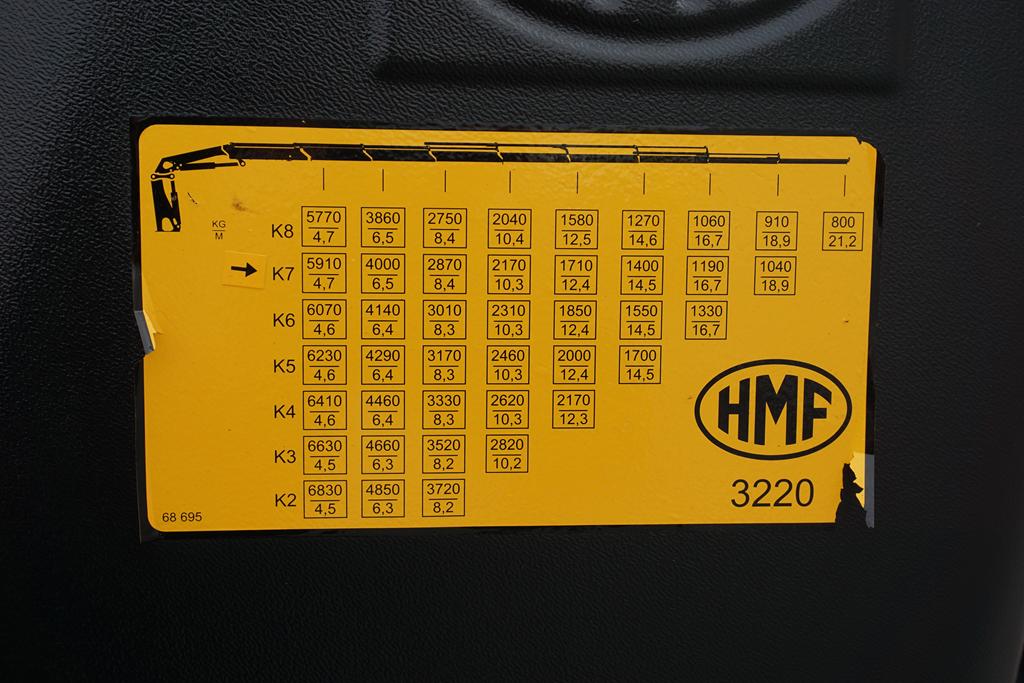 KG
M
K8 5770 3860 2750 2040 1580 1270 1060 910 800
4,7 6,5 8,4 10,4 12,5 14,6 16,7 18,9 21,2
K7 5910 4000 2870 2170 1710 1400 1190 1040
4,7 6,5 8,4 10,3 12,4 14,5 16,7 18,9
K6 6070 4140 3010 2310 1850 1550 1330
4,6 6,4 8,3 10,3 12,4 14,5 16,7
K5 6230 4290 3170 2460 2000 1700
4,6 6,4 8,3 10,3 12,4 14,5
K4 6410 4460 3330 2620 2170
4,6 6,4 8,3 10,3 12,3
K3 6630 4660 3520 2820
4,5 6,3 8,2 10,2
K2 6830 4850 3720
4,5 6,3 8,2
HMF
3220
68 695